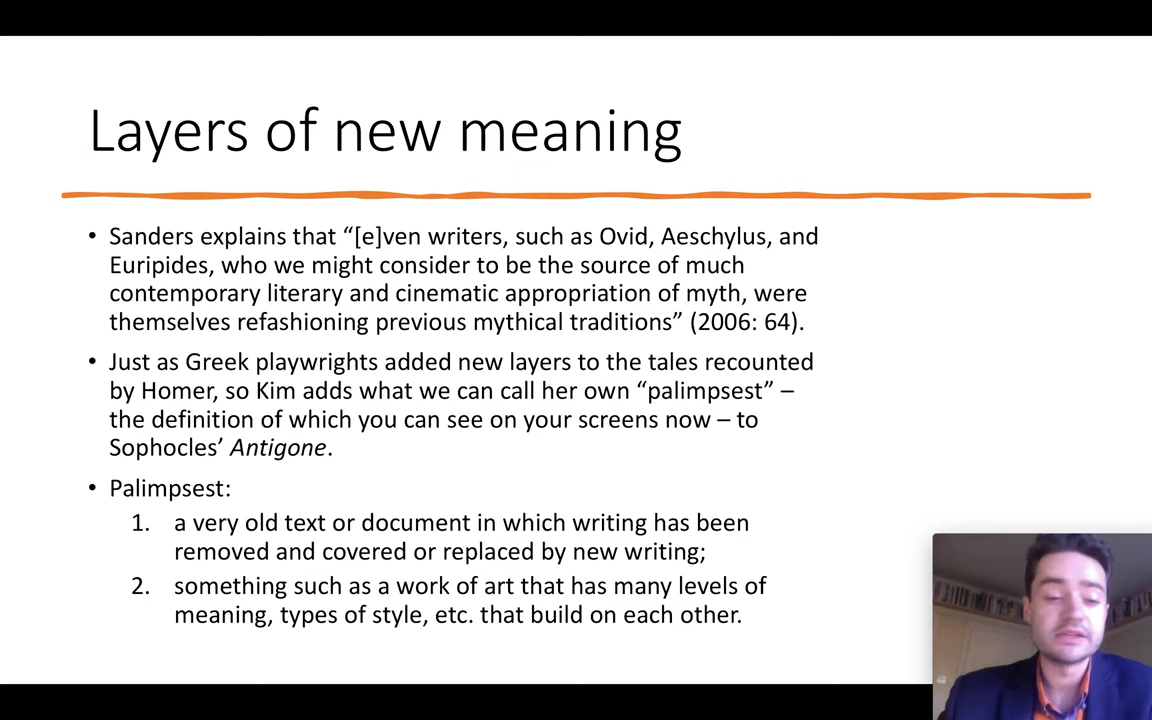 Layers of new meaning
• Sanders explains that “[e]ven writers, such as Ovid, Aeschylus, and
Euripides, who we might consider to be the source of much
contemporary literary and cinematic appropriation of myth, were
themselves refashioning previous mythical traditions” (2006: 64).
• Just as Greek playwrights added new layers to the tales recounted
by Homer, so Kim adds what we can call her own “palimpsest” –
the definition of which you can see on your screens now – to
Sophocles’ Antigone.
• Palimpsest:
1. a very old text or document in which writing has been
removed and covered or replaced by new writing;
2. something such as a work of art that has many levels of
meaning, types of style, etc. that build on each other.